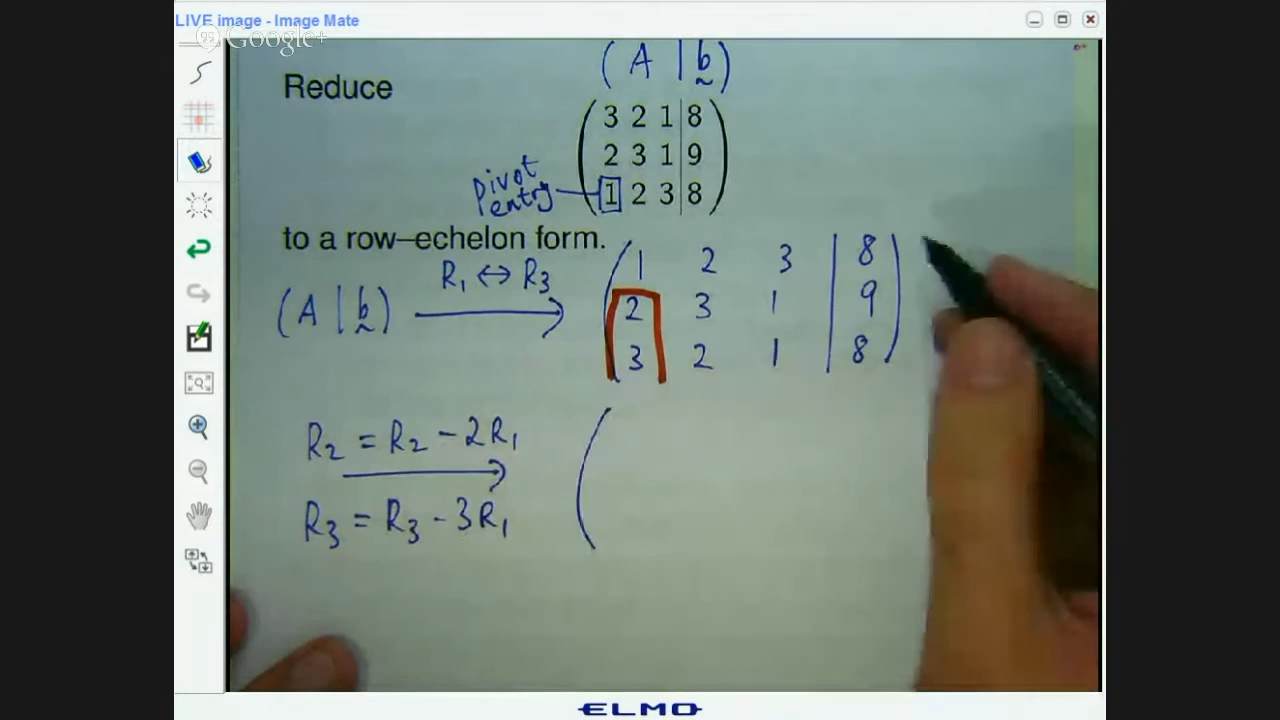 LIVE image - Image Mate
Google+
( A | b )
Reduce
3 2 1 8
2 3 1 9
pivot
entry
1 2 3 8
to a row–echelon form.
( A | b ) R₁ ↔ R₃
1 2 3 8
2 3 1 9
3 2 1 8
R₂ = R₂ - 2R₁
R₃ = R₃ - 3R₁
(
ELMO